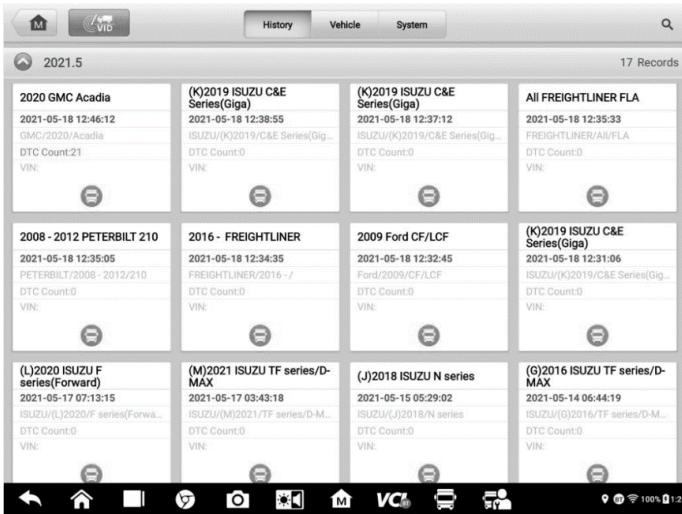 M
VID
History Vehicle System
2021.5
17 Records
2020 GMC Acadia
2021-05-18 12:46:12
GMC/2020/Acadia
DTC Count:21
VIN:
(K)2019 ISUZU C&E
Series(Giga)
2021-05-18 12:38:55
ISUZU/(K)2019/C&E Series(Gig...
DTC Count:0
VIN:
(K)2019 ISUZU C&E
Series(Giga)
2021-05-18 12:37:12
ISUZU/(K)2019/C&E Series(Gig...
DTC Count:0
VIN:
All FREIGHTLINER FLA
2021-05-18 12:35:33
FREIGHTLINER/All/FLA
DTC Count:0
VIN:
2008 - 2012 PETERBILT 210
2021-05-18 12:35:05
PETERBILT/2008 - 2012/210
DTC Count:0
VIN:
2016 - FREIGHTLINER
2021-05-18 12:34:35
FREIGHTLINER/2016 - /
DTC Count:0
VIN:
2009 Ford CF/LCF
2021-05-18 12:32:45
Ford/2009/CF/LCF
DTC Count:0
VIN:
(K)2019 ISUZU C&E
Series(Giga)
2021-05-18 12:31:06
ISUZU/(K)2019/C&E Series(Gig...
DTC Count:0
VIN:
(L)2020 ISUZU F
series(Forward)
2021-05-17 07:13:15
ISUZU/(L)2020/F series(Forwa...
DTC Count:0
VIN:
(M)2021 ISUZU TF series/D-
MAX
2021-05-17 03:43:18
ISUZU/(M)2021/TF series/D-M...
DTC Count:0
VIN:
(J)2018 ISUZU N series
2021-05-15 05:29:02
ISUZU/(J)2018/N series
DTC Count:0
VIN:
(G)2016 ISUZU TF series/D-
MAX
2021-05-14 06:44:19
ISUZU/(G)2016/TF series/D-M...
DTC Count:0
VIN:
M VCI BT 100%